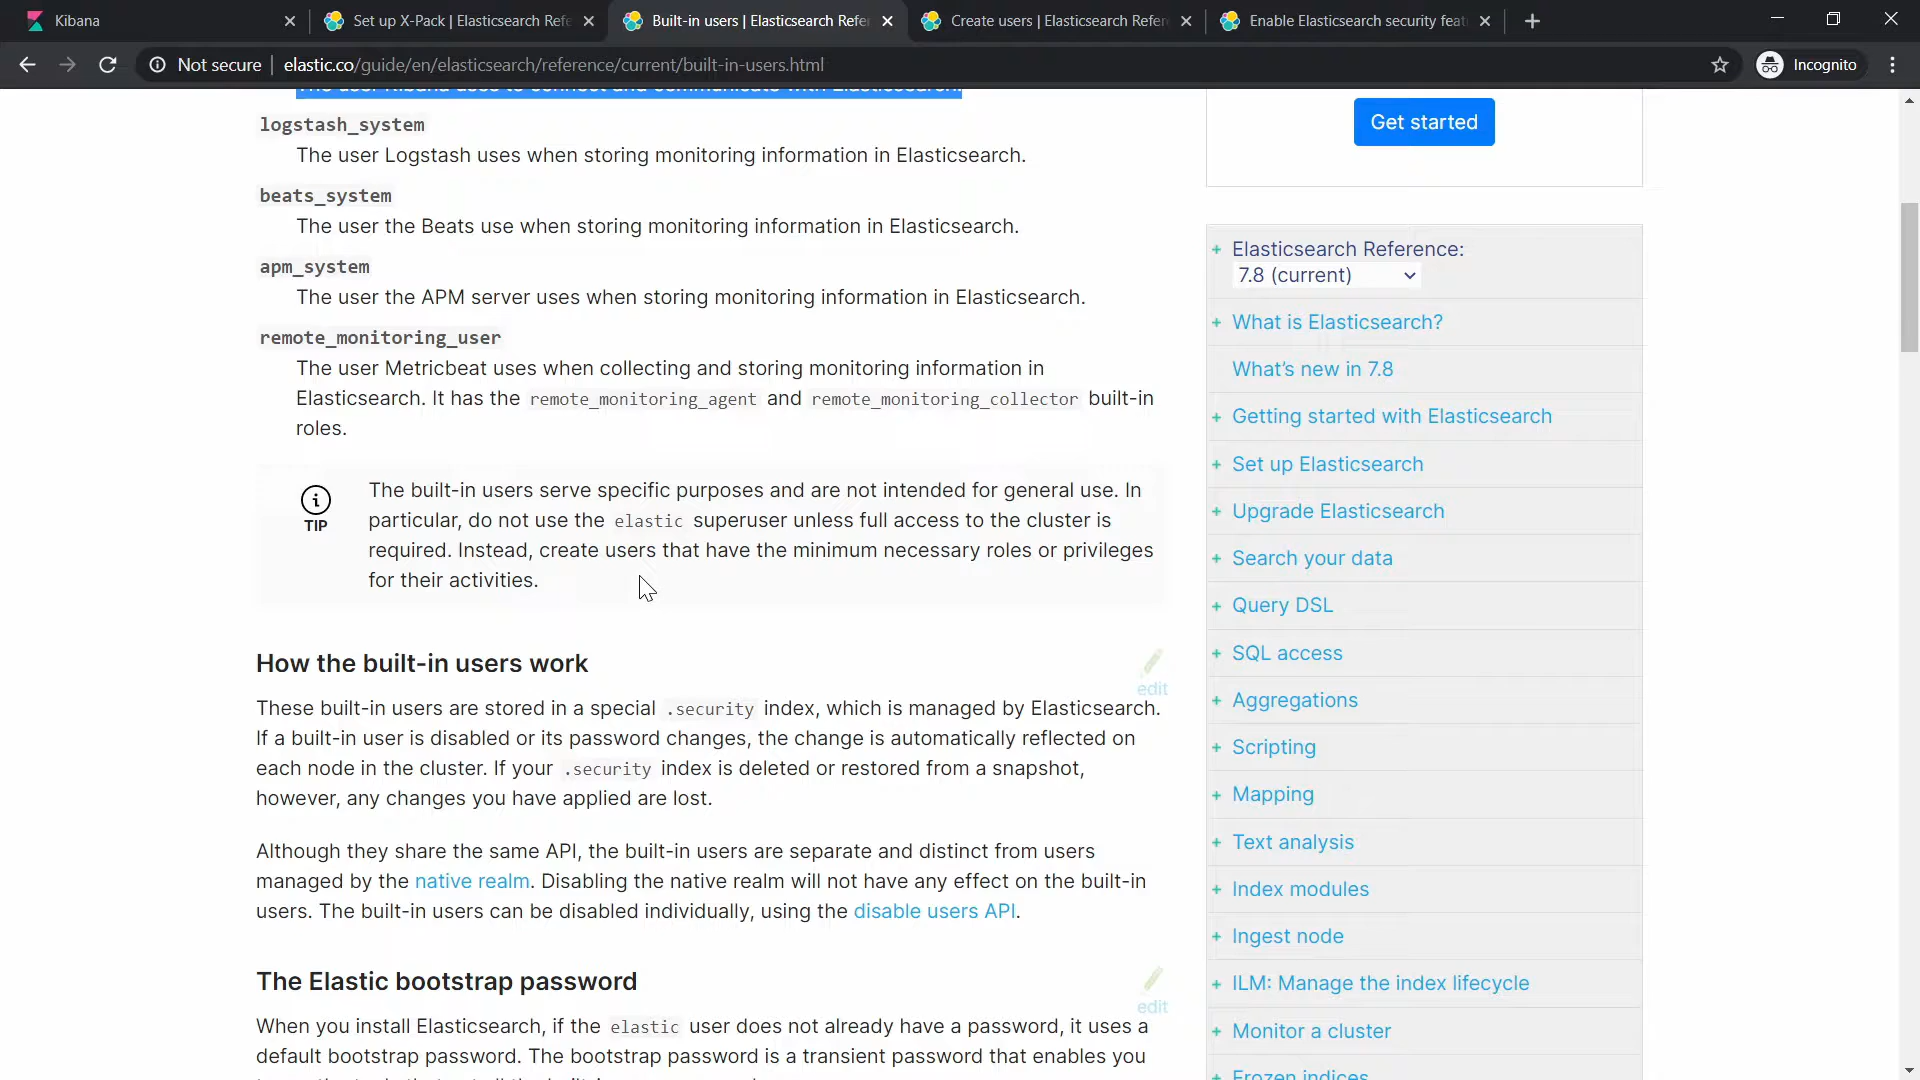 Kibana
Set up X-Pack | Elasticsearch Refe
Built-in users | Elasticsearch Refe
Create users | Elasticsearch Refere
Enable Elasticsearch security feat
Not secure
elastic.co/guide/en/elasticsearch/reference/current/built-in-users.html
Incognito
The user Kibana uses to connect and communicate with Elasticsearch.
logstash_system
The user Logstash uses when storing monitoring information in Elasticsearch.
beats_system
The user the Beats use when storing monitoring information in Elasticsearch.
apm_system
The user the APM server uses when storing monitoring information in Elasticsearch.
remote_monitoring_user
The user Metricbeat uses when collecting and storing monitoring information in
Elasticsearch. It has the remote_monitoring_agent and remote_monitoring_collector built-in
roles.
TIP
The built-in users serve specific purposes and are not intended for general use. In
particular, do not use the elastic superuser unless full access to the cluster is
required. Instead, create users that have the minimum necessary roles or privileges
for their activities.
How the built-in users work
edit
These built-in users are stored in a special .security index, which is managed by Elasticsearch.
If a built-in user is disabled or its password changes, the change is automatically reflected on
each node in the cluster. If your .security index is deleted or restored from a snapshot,
however, any changes you have applied are lost.
Although they share the same API, the built-in users are separate and distinct from users
managed by the native realm. Disabling the native realm will not have any effect on the built-in
users. The built-in users can be disabled individually, using the disable users API.
The Elastic bootstrap password
edit
When you install Elasticsearch, if the elastic user does not already have a password, it uses a
default bootstrap password. The bootstrap password is a transient password that enables you
Get started
Elasticsearch Reference:
7.8 (current)
What is Elasticsearch?
What's new in 7.8
Getting started with Elasticsearch
Set up Elasticsearch
Upgrade Elasticsearch
Search your data
Query DSL
SQL access
Aggregations
Scripting
Mapping
Text analysis
Index modules
Ingest node
ILM: Manage the index lifecycle
Monitor a cluster
Frozen indices